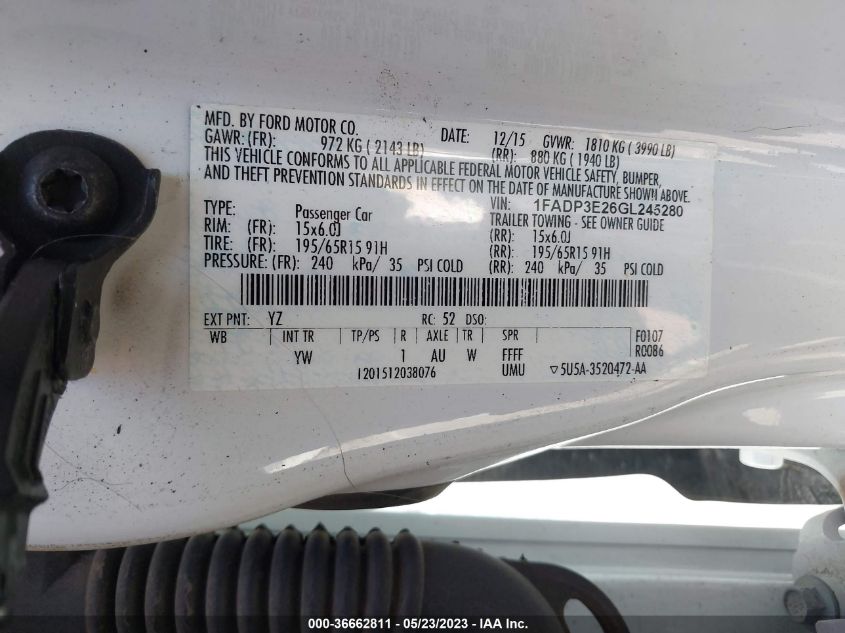 MFD. BY FORD MOTOR CO. DATE: 12/15 GVWR: 1810 KG ( 3990 LB)
GAWR: (FR): 972 KG ( 2143 LB) (RR): 880 KG ( 1940 LB)
THIS VEHICLE CONFORMS TO ALL APPLICABLE FEDERAL MOTOR VEHICLE SAFETY, BUMPER,
AND THEFT PREVENTION STANDARDS IN EFFECT ON THE DATE OF MANUFACTURE SHOWN ABOVE.
VIN: 1FADP3E26GL245280
TYPE: Passenger Car TRAILER TOWING - SEE OWNER GUIDE
RIM: (FR) 15x6.0J (RR): 15x6.0J
TIRE: (FR) 195/65R15 91H (RR): 195/65R15 91H
PRESSURE: (FR) 240 kPa/ 35 PSI COLD (RR): 240 kPa/ 35 PSI COLD
EXT PNT: YZ RC: 52 DSO:
WB INT TR TP/PS R AXLE TR SPR F0107
YW 1 AU W FFFF R0086
I201512038076 UMU ▽5U5A-3520472-AA
000-36662811 - 05/23/2023 - IAA Inc.